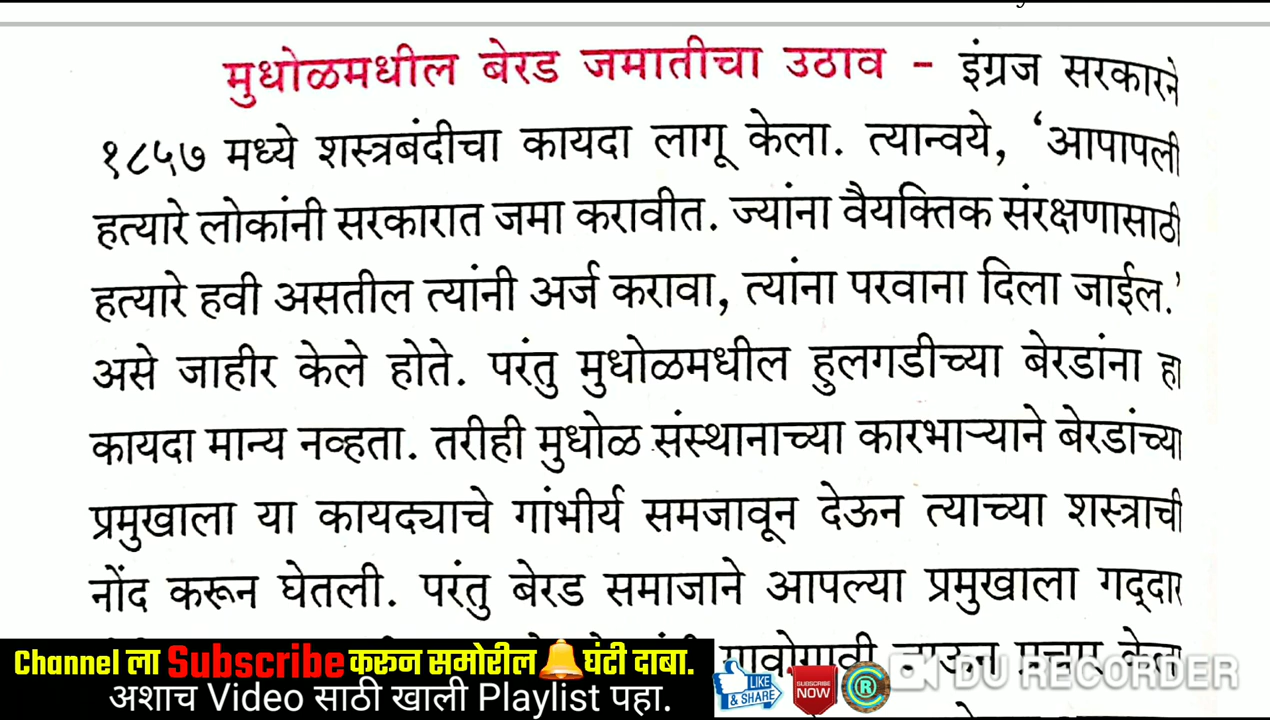 मुधोळमधील बेरड जमातीचा उठाव – इंग्रज सरकारने
१८५७ मध्ये शस्त्रबंदीचा कायदा लागू केला. त्यान्वये, ‘आपापली
हत्यारे लोकांनी सरकारात जमा करावीत. ज्यांना वैयक्तिक संरक्षणासाठी
हत्यारे हवी असतील त्यांनी अर्ज करावा, त्यांना परवाना दिला जाईल.’
असे जाहीर केले होते. परंतु मुधोळमधील हुलगडीच्या बेरडांना हा
कायदा मान्य नव्हता. तरीही मुधोळ संस्थानाच्या कारभाऱ्याने बेरडांच्या
प्रमुखाला या कायद्याचे गांभीर्य समजावून देऊन त्याच्या शस्त्राची
नोंद करून घेतली. परंतु बेरड समाजाने आपल्या प्रमुखाला गद्दार
गावोगावी जाऊन प्रचार केला
Channel ला Subscribe करून समोरील घंटी दाबा.
अशाच Video साठी खाली Playlist पहा.
LIKE & SHARE
SUBSCRIBE NOW
R
DU RECORDER